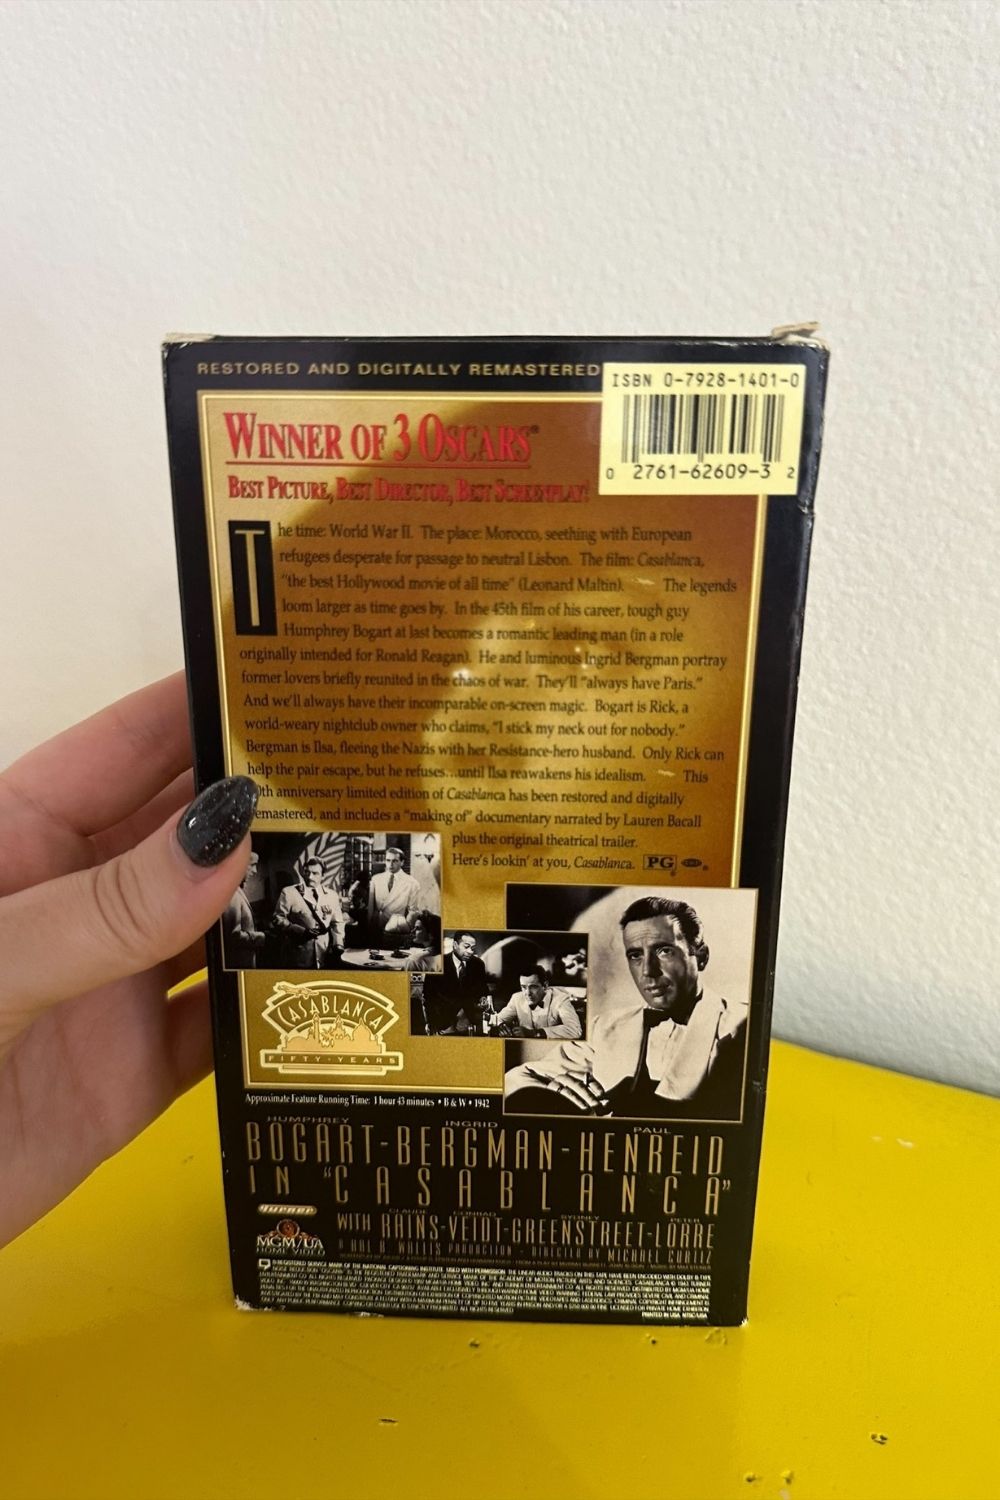 RESTORED AND DIGITALLY REMASTERED
ISBN 0-7928-1401-0
0 2761-62609-3 2
WINNER OF 3 OSCARS®
BEST PICTURE, BEST DIRECTOR, BEST SCREENPLAY!
The time: World War II. The place: Morocco, seething with European
refugees desperate for passage to neutral Lisbon. The film: Casablanca,
"the best Hollywood movie of all time" (Leonard Maltin). The legends
loom larger as time goes by. In the 45th film of his career, tough guy
Humphrey Bogart at last becomes a romantic leading man (in a role
originally intended for Ronald Reagan). He and luminous Ingrid Bergman portray
former lovers briefly reunited in the chaos of war. They'll "always have Paris."
And we'll always have their incomparable on-screen magic. Bogart is Rick, a
world-weary nightclub owner who claims, "I stick my neck out for nobody."
Bergman is Ilsa, fleeing the Nazis with her Resistance-hero husband. Only Rick can
help the pair escape, but he refuses...until Ilsa reawakens his idealism. This
0th anniversary limited edition of Casablanca has been restored and digitally
emastered, and includes a "making of" documentary narrated by Lauren Bacall
plus the original theatrical trailer.
Here's lookin' at you, Casablanca. PG
CASABLANCA
FIFTY·YEARS
Approximate Feature Running Time: 1 hour 43 minutes • B & W • 1942
HUMPHREY INGRID PAUL
BOGART-BERGMAN-HENREID
IN "CASABLANCA"
CLAUDE CONRAD SYDNEY PETER
WITH RAINS-VEIDT-GREENSTREET-LORRE
A HAL B. WALLIS PRODUCTION - DIRECTED BY MICHAEL CURTIZ
TURNER
MGM/UA
HOME VIDEO
PRINTED IN USA